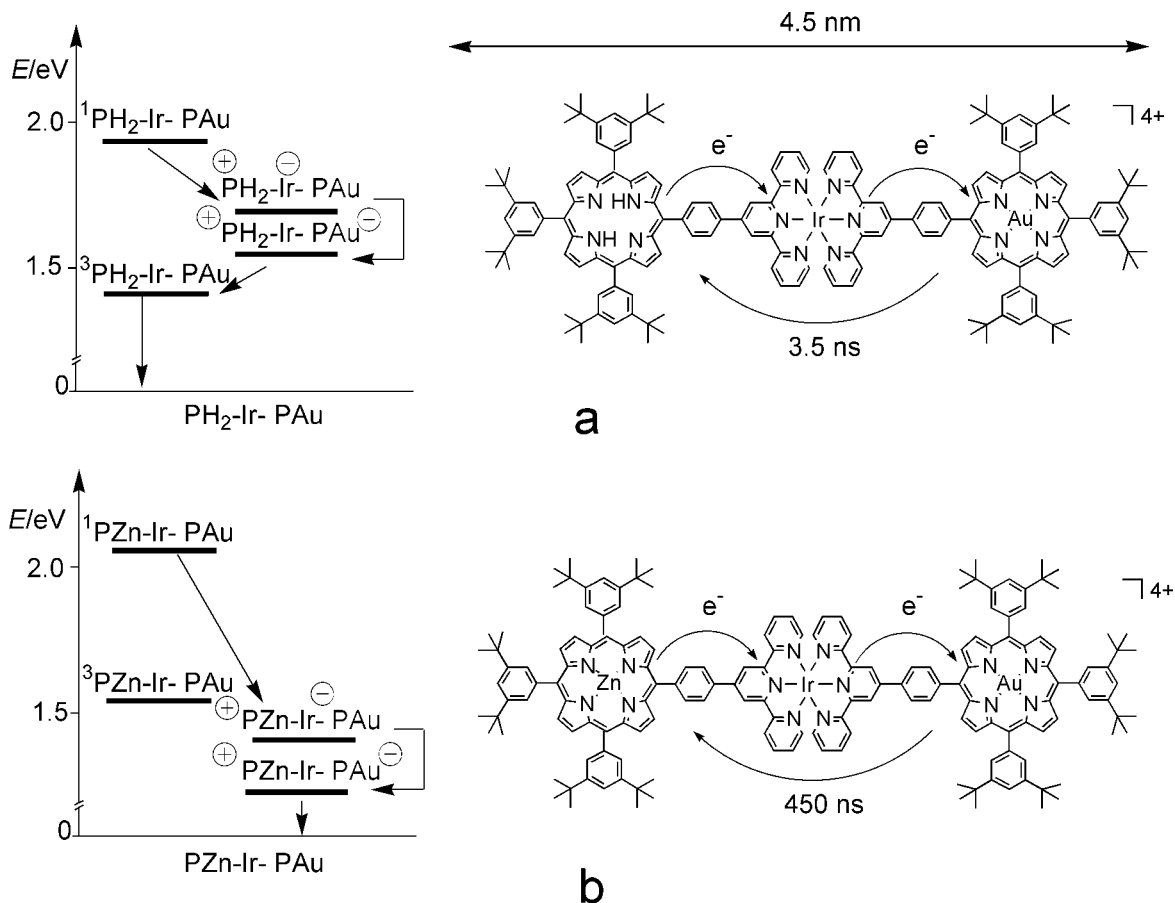 a
4.5 nm
E/eV
2.0
1PH2-Ir- PAu
+ -
PH2-Ir- PAu
+ -
PH2-Ir- PAu
1.5
3PH2-Ir- PAu
0
PH2-Ir- PAu
4+
e-
e-
N
HN
N
N
N
N
NH
N
N
Ir
N
N
N
N
N
Au
N
N
3.5 ns
a
E/eV
1PZn-Ir- PAu
2.0
3PZn-Ir- PAu
1.5
+ -
PZn-Ir- PAu
+ -
PZn-Ir- PAu
0
PZn-Ir- PAu
4+
e-
e-
N
N
Zn
N
N
N
N
N
Ir
N
N
N
N
N
Au
N
N
450 ns
b